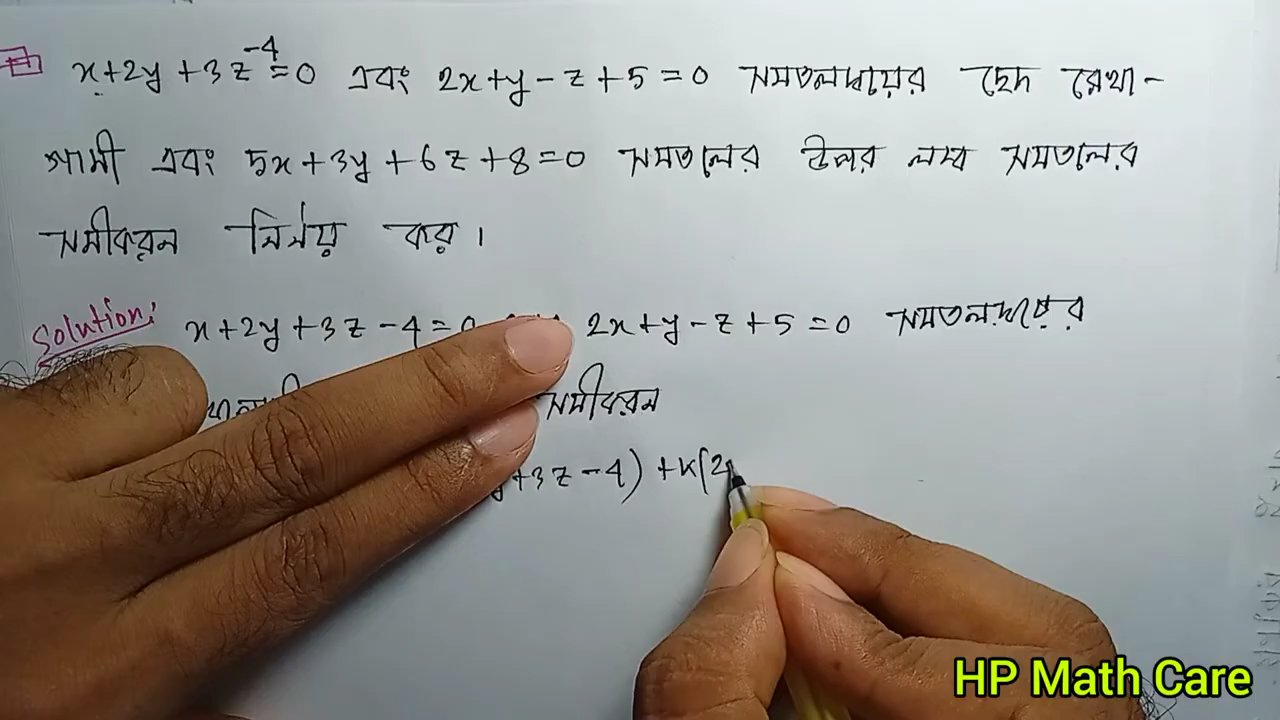 x+2y+3z-4=0 এবং 2x+y-z+5=0 সমতলদ্বয়ের ছেদ রেখা-
গামী এবং 5x+3y+6z+8=0 সমতলের উপর লম্ব সমতলের
সমীকরন নির্ণয় কর।
Solution: x+2y+3z-4=0 2x+y-z+5=0 সমতলদ্বয়ের
সমীকরন
+3z-4)+k(2
HP Math Care